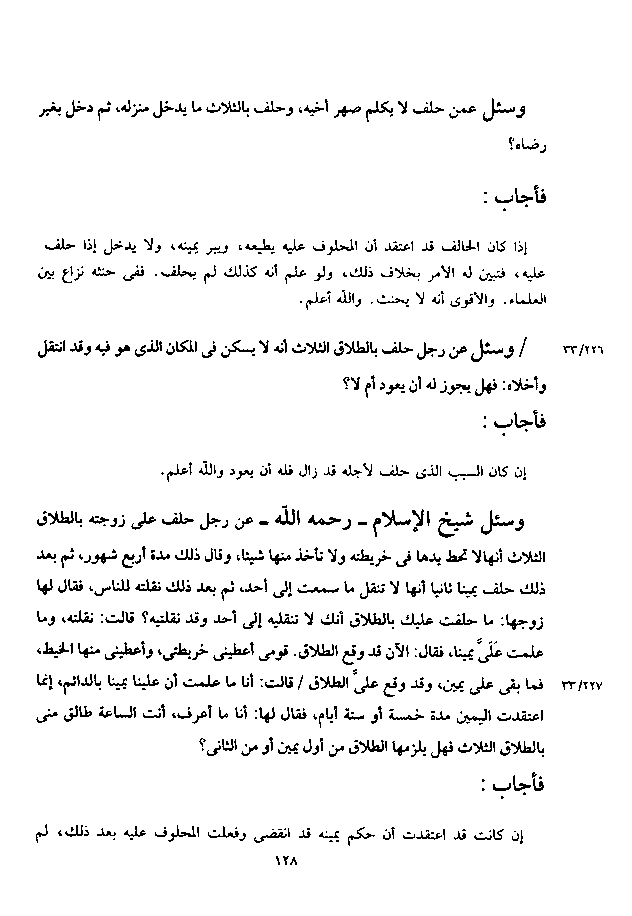 وسئل عمن حلف لا يكلم صهر أخيه، وحلف بالثلاث ما يدخل منزله، ثم دخل بغير
رضاه؟
فأجاب :
إذا كان الحالف قد اعتقد أن المحلوف عليه يطيعه، ويبر يمينه، ولا يدخل إذا حلف
عليه، فتبين له الأمر بخلاف ذلك، ولو علم أنه كذلك لم يحلف. ففى حنثه نزاع بين
العلماء. والأقوى أنه لا يحنث. والله أعلم.
٣٣/٢٢٦ / وسئل عن رجل حلف بالطلاق الثلاث أنه لا يسكن فى المكان الذى هو فيه وقد انتقل
وأخلاه: فهل يجوز له أن يعود أم لا؟
فأجاب :
إن كان السبب الذى حلف لأجله قد زال فله أن يعود والله أعلم.
وسئل شيخ الإسلام ـ رحمه الله ـ عن رجل حلف على زوجته بالطلاق
الثلاث أنهالا تحط يدها فى خريطته ولا تأخذ منها شيئا، وقال ذلك مدة أربع شهور، ثم بعد
ذلك حلف يمينا ثانيا أنها لا تنقل ما سمعت إلى أحد، ثم بعد ذلك نقلته للناس، فقال لها
زوجها: ما حلفت عليك بالطلاق أنك لا تنقليه إلى أحد وقد نقلتيه؟ قالت: نقلته، وما
علمت عَلَىَّ يمينا، فقال: الآن قد وقع الطلاق. قومى أعطينى خريطتى، وأعطينى منها الخيط،
٣٣/٢٢٧ فما بقى على يمين، وقد وقع علىَّ الطلاق / قالت: أنا ما علمت أن علينا يمينا بالدائم، إنما
اعتقدت اليمين مدة خمسة أو ستة أيام، فقال لها: أنا ما أعرف، أنت الساعة طالق منى
بالطلاق الثلاث فهل يلزمها الطلاق من أول يمين أو من الثانى؟
فأجاب :
إن كانت قد اعتقدت أن حكم يمينه قد انقضى وفعلت المحلوف عليه بعد ذلك، لم
١٢٨